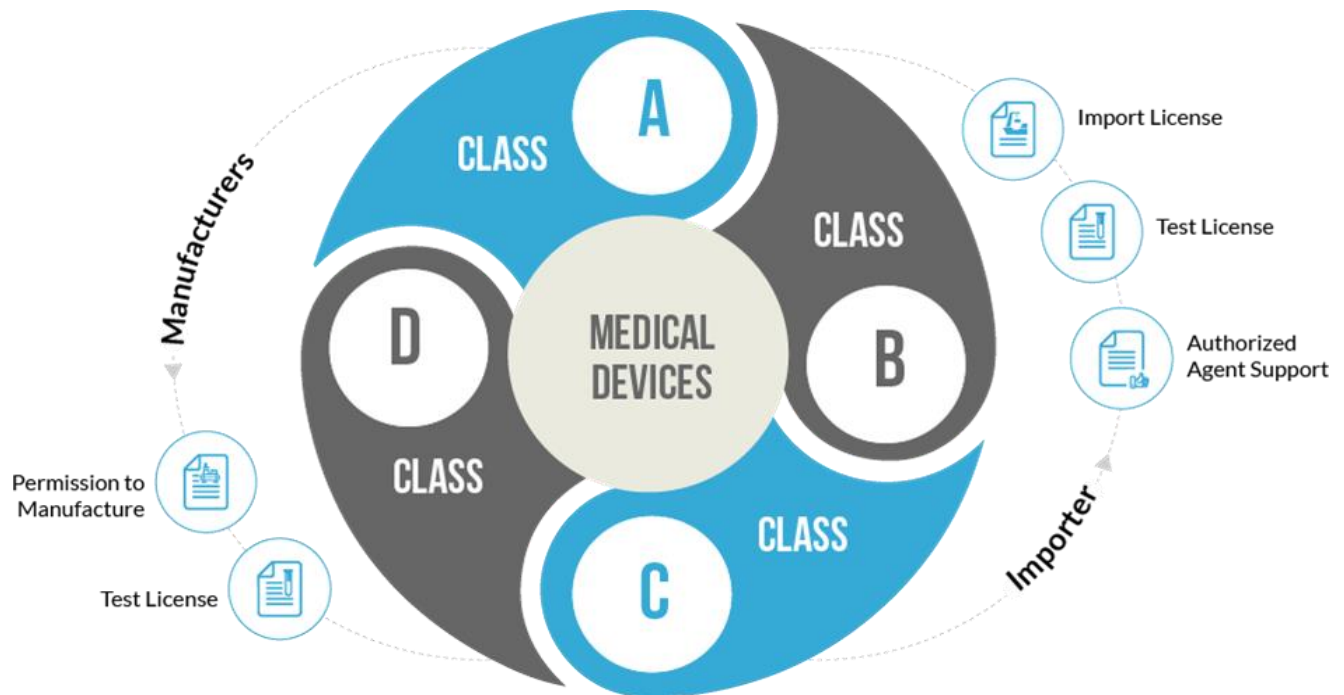 CLASS
A
CLASS
B
CLASS
C
CLASS
D
MEDICAL
DEVICES
Manufacturers
Permission to
Manufacture
Test License
Importer
Import License
Test License
Authorized
Agent Support